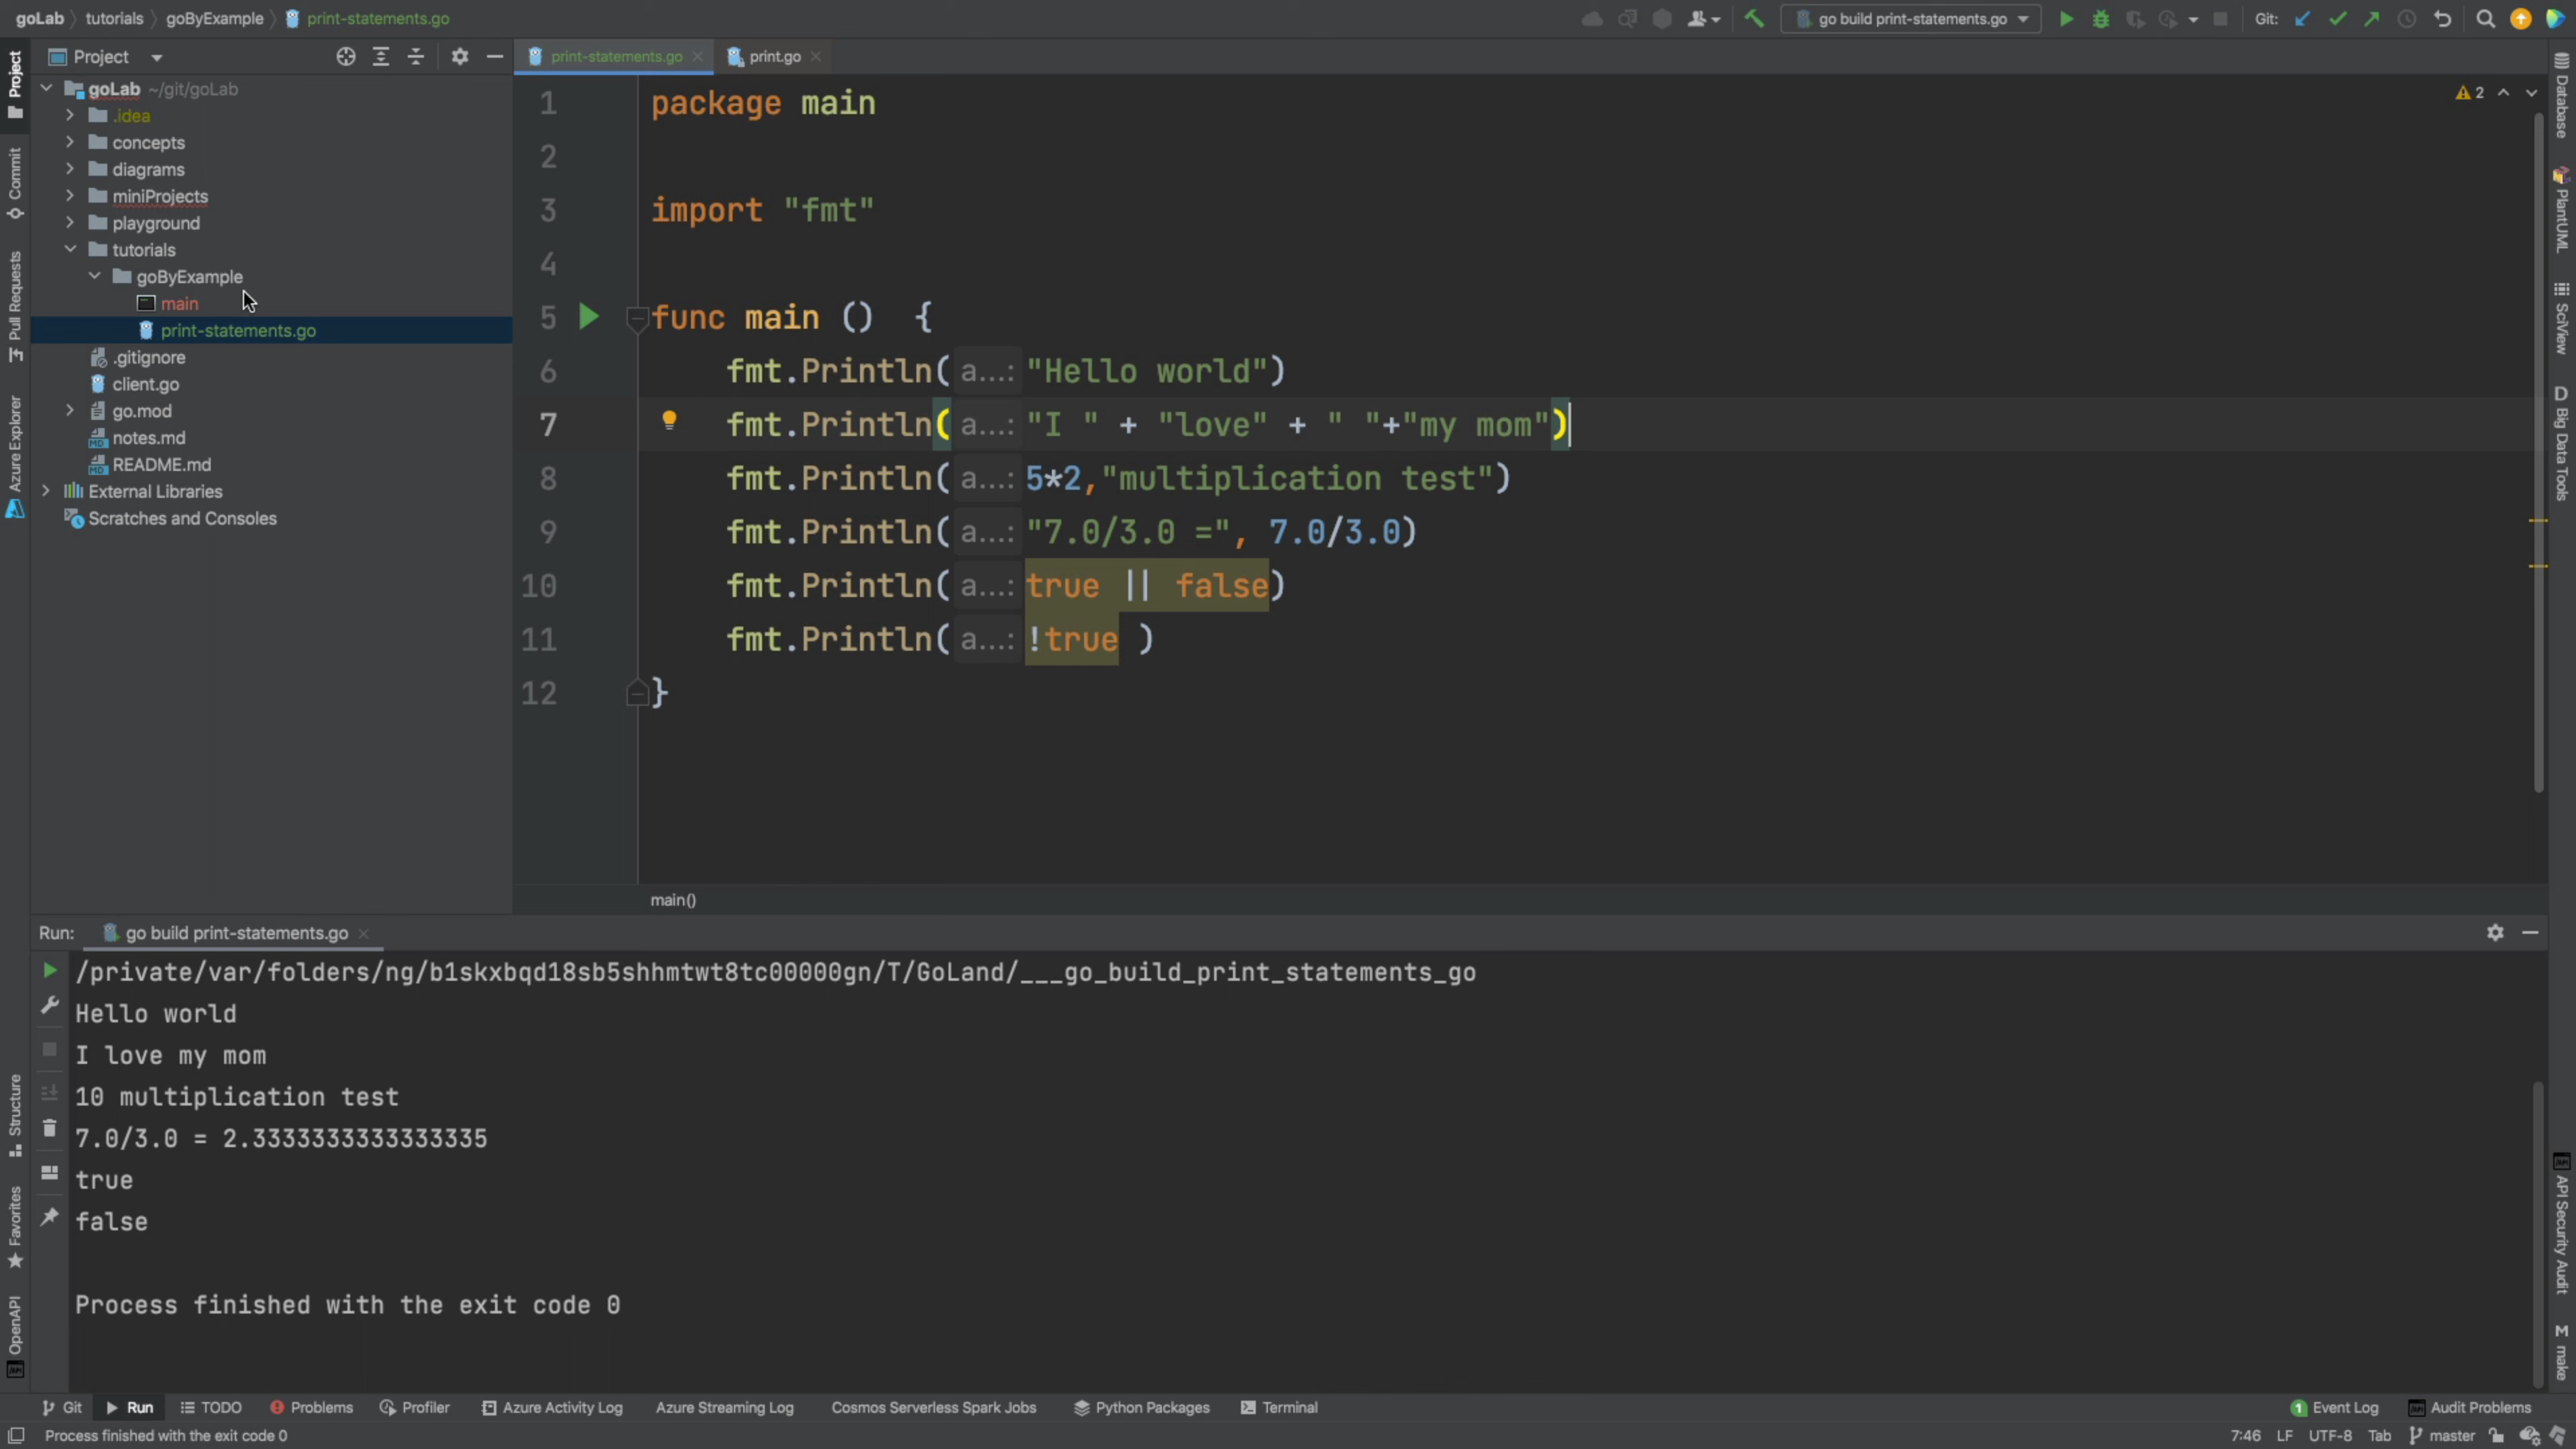 goLab tutorials goByExample print-statements.go
go build print-statements.go
Git:
Project
print-statements.go
print.go
goLab ~/git/goLab
.idea
concepts
diagrams
miniProjects
playground
tutorials
goByExample
main
print-statements.go
.gitignore
client.go
go.mod
notes.md
README.md
External Libraries
Scratches and Consoles
Project
Commit
Pull Requests
Azure Explorer
Structure
Favorites
OpenAPI
1 package main
2
3 import "fmt"
4
5 func main () {
6 fmt.Println( a...: "Hello world")
7 fmt.Println( a...: "I " + "love" + " "+"my mom")
8 fmt.Println( a...: 5*2,"multiplication test")
9 fmt.Println( a...: "7.0/3.0 =", 7.0/3.0)
10 fmt.Println( a...: true || false)
11 fmt.Println( a...: !true )
12 }
2
main()
Database
PlantUML
SciView
D Big Data Tools
API Security Audit
M make
Run: go build print-statements.go
/private/var/folders/ng/b1skxbqd18sb5shhmtwt8tc00000gn/T/GoLand/___go_build_print_statements_go
Hello world
I love my mom
10 multiplication test
7.0/3.0 = 2.3333333333333335
true
false
Process finished with the exit code 0
Git Run TODO Problems Profiler Azure Activity Log Azure Streaming Log Cosmos Serverless Spark Jobs Python Packages Terminal 1 Event Log Audit Problems
Process finished with the exit code 0 7:46 LF UTF-8 Tab master